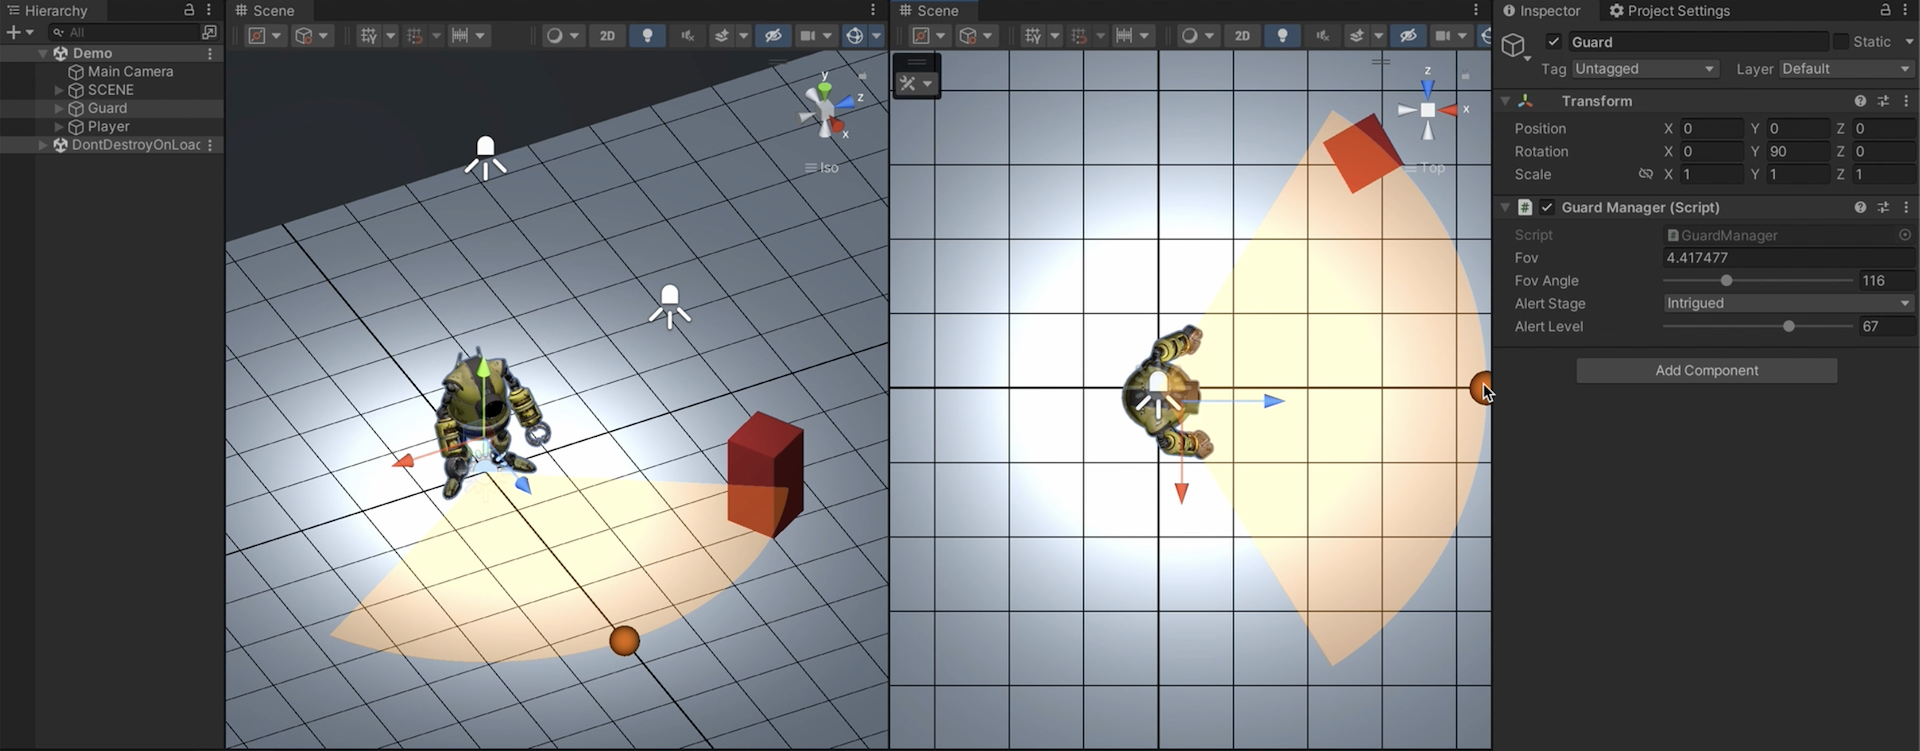 Hierarchy
All
Demo
Main Camera
SCENE
Guard
Player
DontDestroyOnLoac
Scene
2D
y
z
x
Iso
Scene
2D
z
x
Top
Inspector
Project Settings
Guard
Static
Tag Untagged Layer Default
Transform
Position X 0 Y 0 Z 0
Rotation X 0 Y 90 Z 0
Scale X 1 Y 1 Z 1
# Guard Manager (Script)
Script GuardManager
Fov 4.417477
Fov Angle 116
Alert Stage Intrigued
Alert Level 67
Add Component